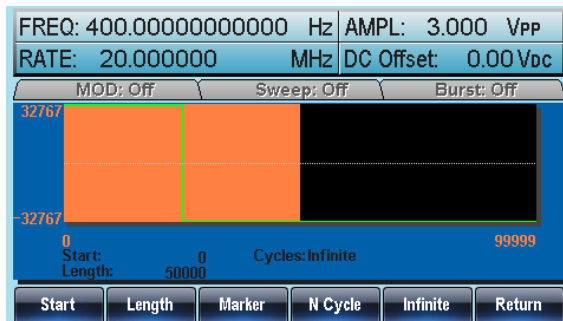 FREQ: 400.00000000000 Hz AMPL: 3.000 VPP
RATE: 20.000000 MHz DC Offset: 0.00 VDC
MOD: Off Sweep: Off Burst: Off
32767
-32767
0 99999
Start: 0 Cycles:Infinite
Length: 50000
Start Length Marker N Cycle Infinite Return